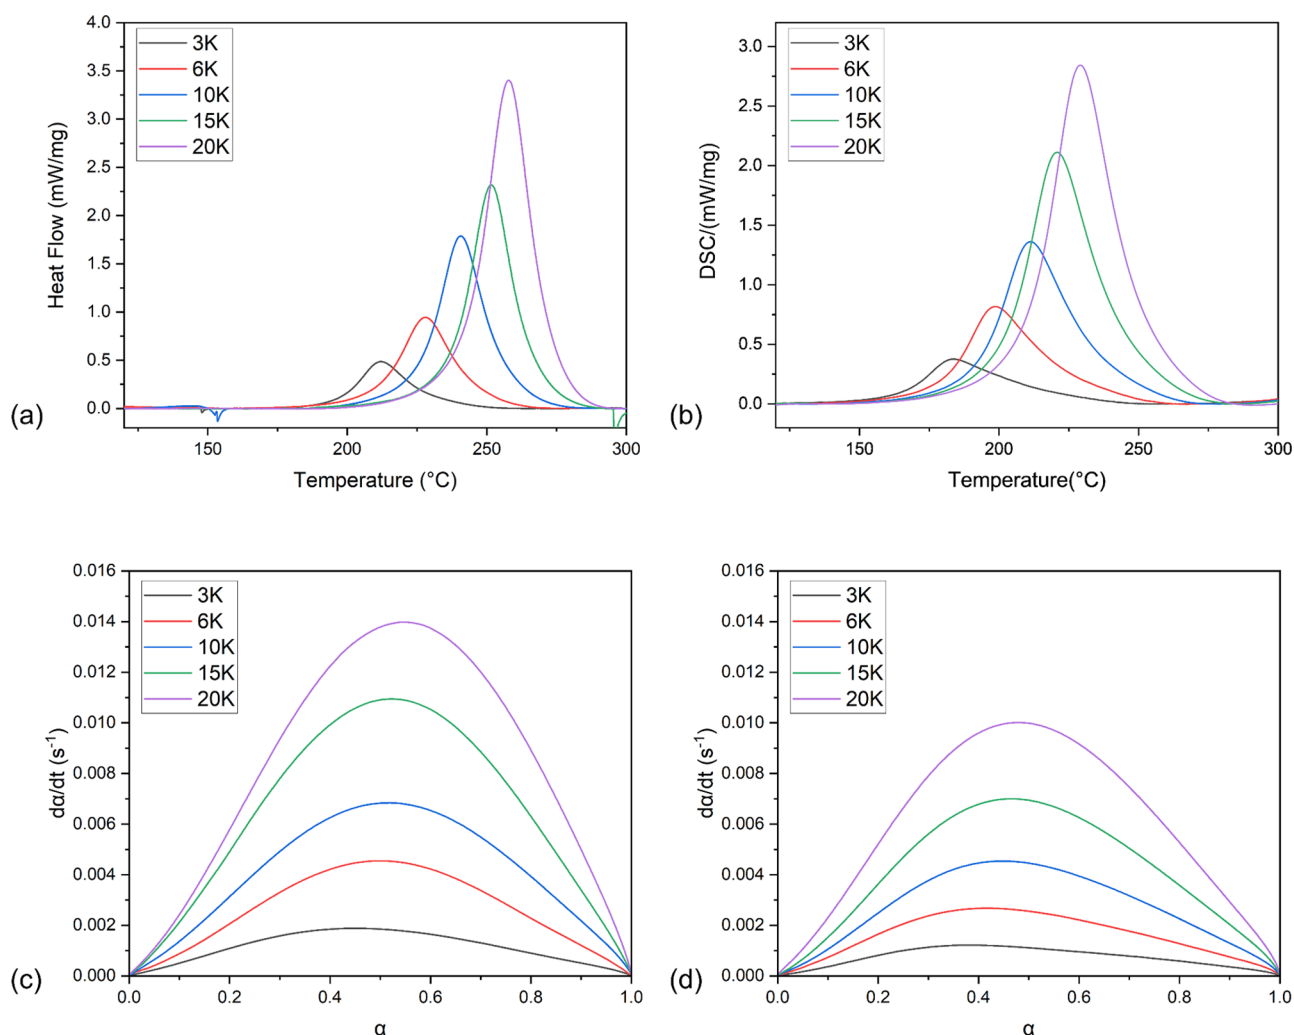 4.0
3.5
3.0
2.5
2.0
1.5
1.0
0.5
0.0
Heat Flow (mW/mg)
3K
6K
10K
15K
20K
150
200
250
300
Temperature (°C)
(a)
3.0
2.5
2.0
1.5
1.0
0.5
0.0
DSC/(mW/mg)
3K
6K
10K
15K
20K
150
200
250
300
Temperature(°C)
(b)
0.016
0.014
0.012
0.010
0.008
0.006
0.004
0.002
0.000
dα/dt (s⁻¹)
3K
6K
10K
15K
20K
0.0
0.2
0.4
0.6
0.8
1.0
α
(c)
0.016
0.014
0.012
0.010
0.008
0.006
0.004
0.002
0.000
dα/dt (s⁻¹)
3K
6K
10K
15K
20K
0.0
0.2
0.4
0.6
0.8
1.0
α
(d)